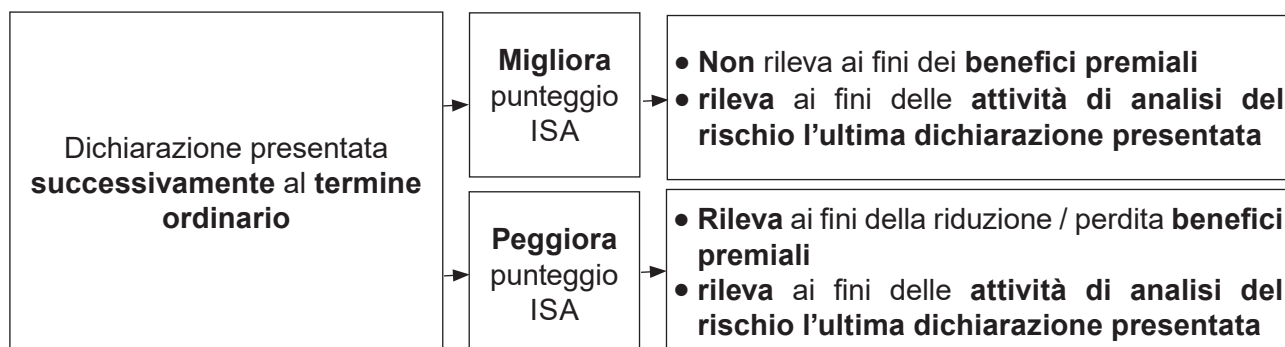 Dichiarazione presentata
successivamente al termine
ordinario
Migliora
punteggio
ISA
● Non rileva ai fini dei benefici premiali
● rileva ai fini delle attività di analisi del
rischio l’ultima dichiarazione presentata
Peggiora
punteggio
ISA
● Rileva ai fini della riduzione / perdita benefici
premiali
● rileva ai fini delle attività di analisi del
rischio l’ultima dichiarazione presentata